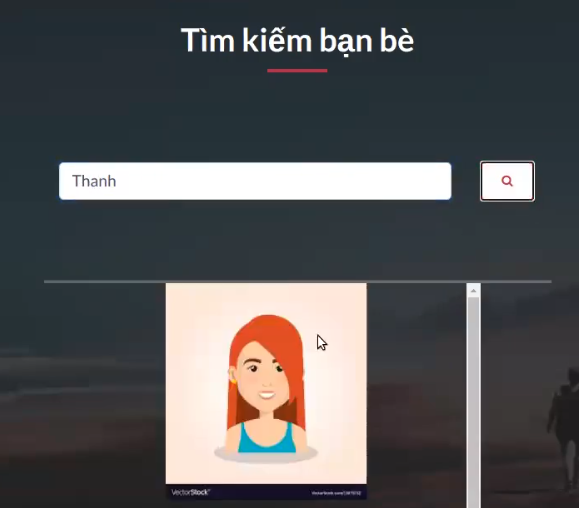 Tìm kiếm bạn bè
Thanh
VectorStock®